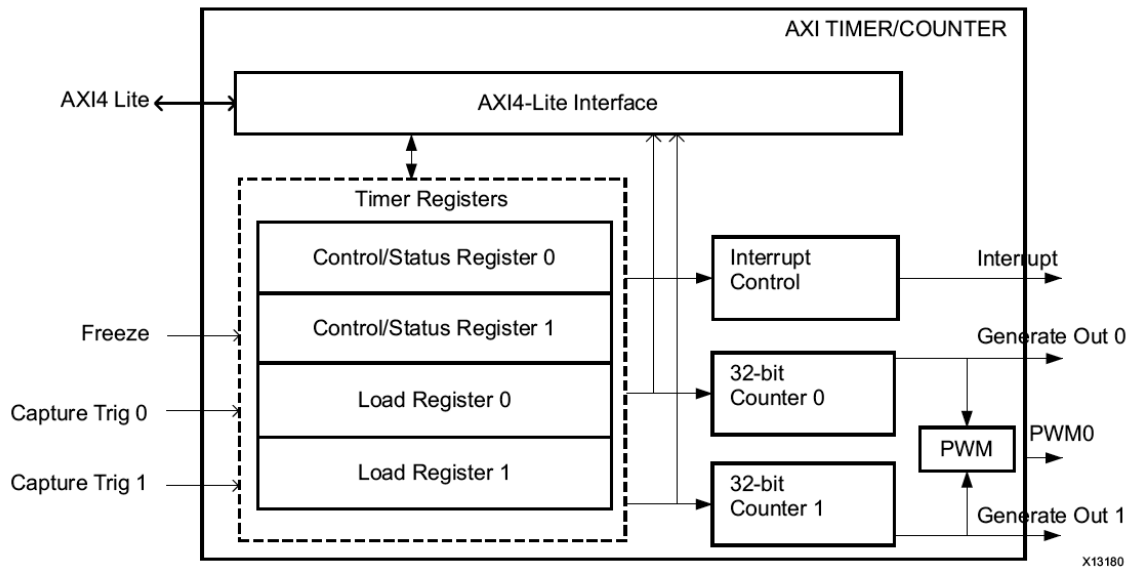 AXI TIMER/COUNTER
AXI4 Lite
AXI4-Lite Interface
Timer Registers
Control/Status Register 0
Control/Status Register 1
Load Register 0
Load Register 1
Freeze
Capture Trig 0
Capture Trig 1
Interrupt
Control
32-bit
Counter 0
32-bit
Counter 1
PWM
Interrupt
Generate Out 0
PWM0
Generate Out 1
X13180